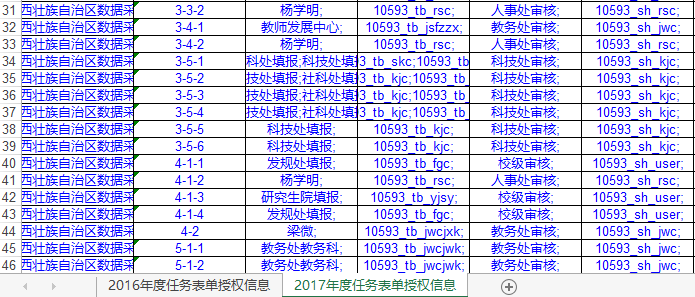 31 西壮族自治区数据采 3-3-2 杨学明; 10593_tb_rsc; 人事处审核; 10593_sh_rsc;
32 西壮族自治区数据采 3-4-1 教师发展中心; 10593_tb_jsfzzx; 教务处审核; 10593_sh_jwc;
33 西壮族自治区数据采 3-4-2 杨学明; 10593_tb_rsc; 人事处审核; 10593_sh_rsc;
34 西壮族自治区数据采 3-5-1 科处填报;科技处填报 3_tb_skc;10593_tb_ 科技处审核; 10593_sh_kjc;
35 西壮族自治区数据采 3-5-2 技处填报;社科处填报 3_tb_kjc;10593_tb_ 科技处审核; 10593_sh_kjc;
36 西壮族自治区数据采 3-5-3 技处填报;社科处填报 3_tb_kjc;10593_tb_ 科技处审核; 10593_sh_kjc;
37 西壮族自治区数据采 3-5-4 技处填报;社科处填报 3_tb_kjc;10593_tb_ 科技处审核; 10593_sh_kjc;
38 西壮族自治区数据采 3-5-5 科技处填报; 10593_tb_kjc; 科技处审核; 10593_sh_kjc;
39 西壮族自治区数据采 3-5-6 科技处填报; 10593_tb_kjc; 科技处审核; 10593_sh_kjc;
40 西壮族自治区数据采 4-1-1 发规处填报; 10593_tb_fgc; 校级审核; 10593_sh_user;
41 西壮族自治区数据采 4-1-2 杨学明; 10593_tb_rsc; 人事处审核; 10593_sh_rsc;
42 西壮族自治区数据采 4-1-3 研究生院填报; 10593_tb_yjsy; 校级审核; 10593_sh_user;
43 西壮族自治区数据采 4-1-4 发规处填报; 10593_tb_fgc; 校级审核; 10593_sh_user;
44 西壮族自治区数据采 4-2 梁微; 10593_tb_jwcjxk; 教务处审核; 10593_sh_jwc;
45 西壮族自治区数据采 5-1-1 教务处教务科; 10593_tb_jwcjwk; 教务处审核; 10593_sh_jwc;
46 西壮族自治区数据采 5-1-2 教务处教务科; 10593_tb_jwcjwk; 教务处审核; 10593_sh_jwc;
2016年度任务表单授权信息 2017年度任务表单授权信息